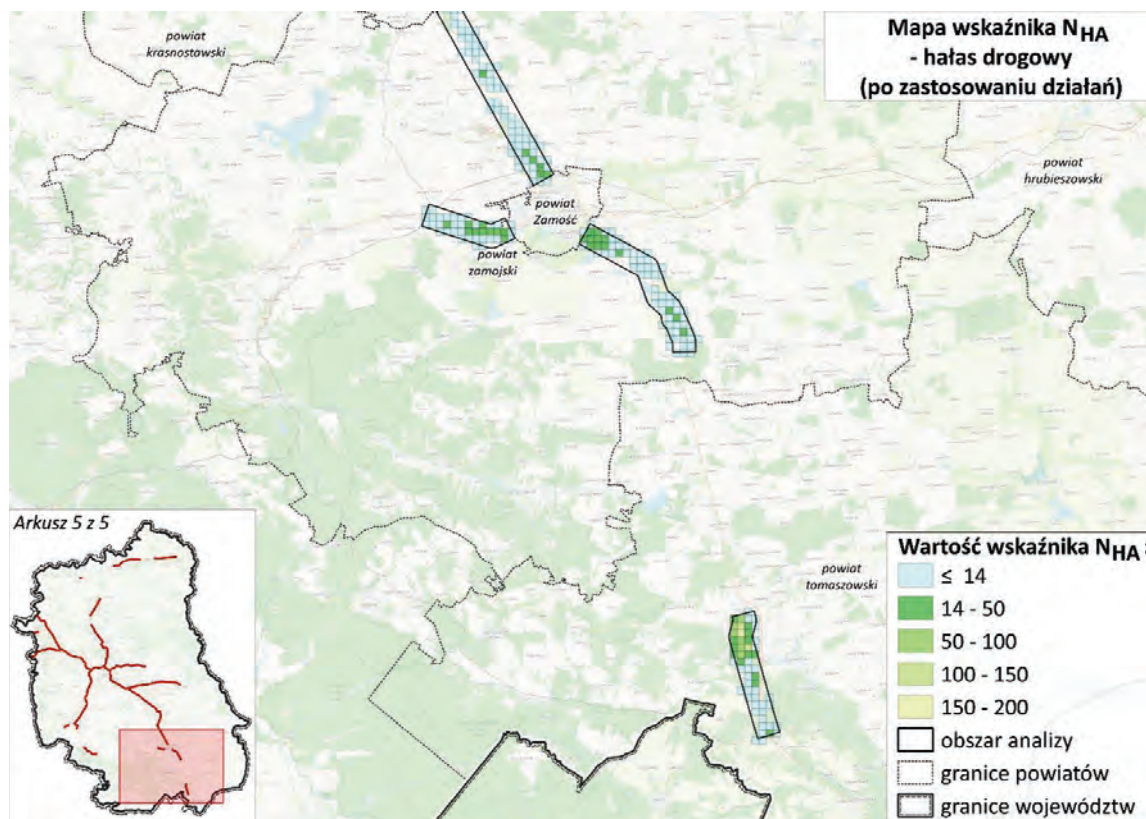 Mapa wskaźnika NHA
- hałas drogowy
(po zastosowaniu działań)
powiat
krasnostawski
powiat
hrubieszowski
powiat
Zamość
powiat
zamojski
powiat
tomaszowski
Arkusz 5 z 5
Wartość wskaźnika NHA :
≤ 14
14 - 50
50 - 100
100 - 150
150 - 200
obszar analizy
granice powiatów
granice województw